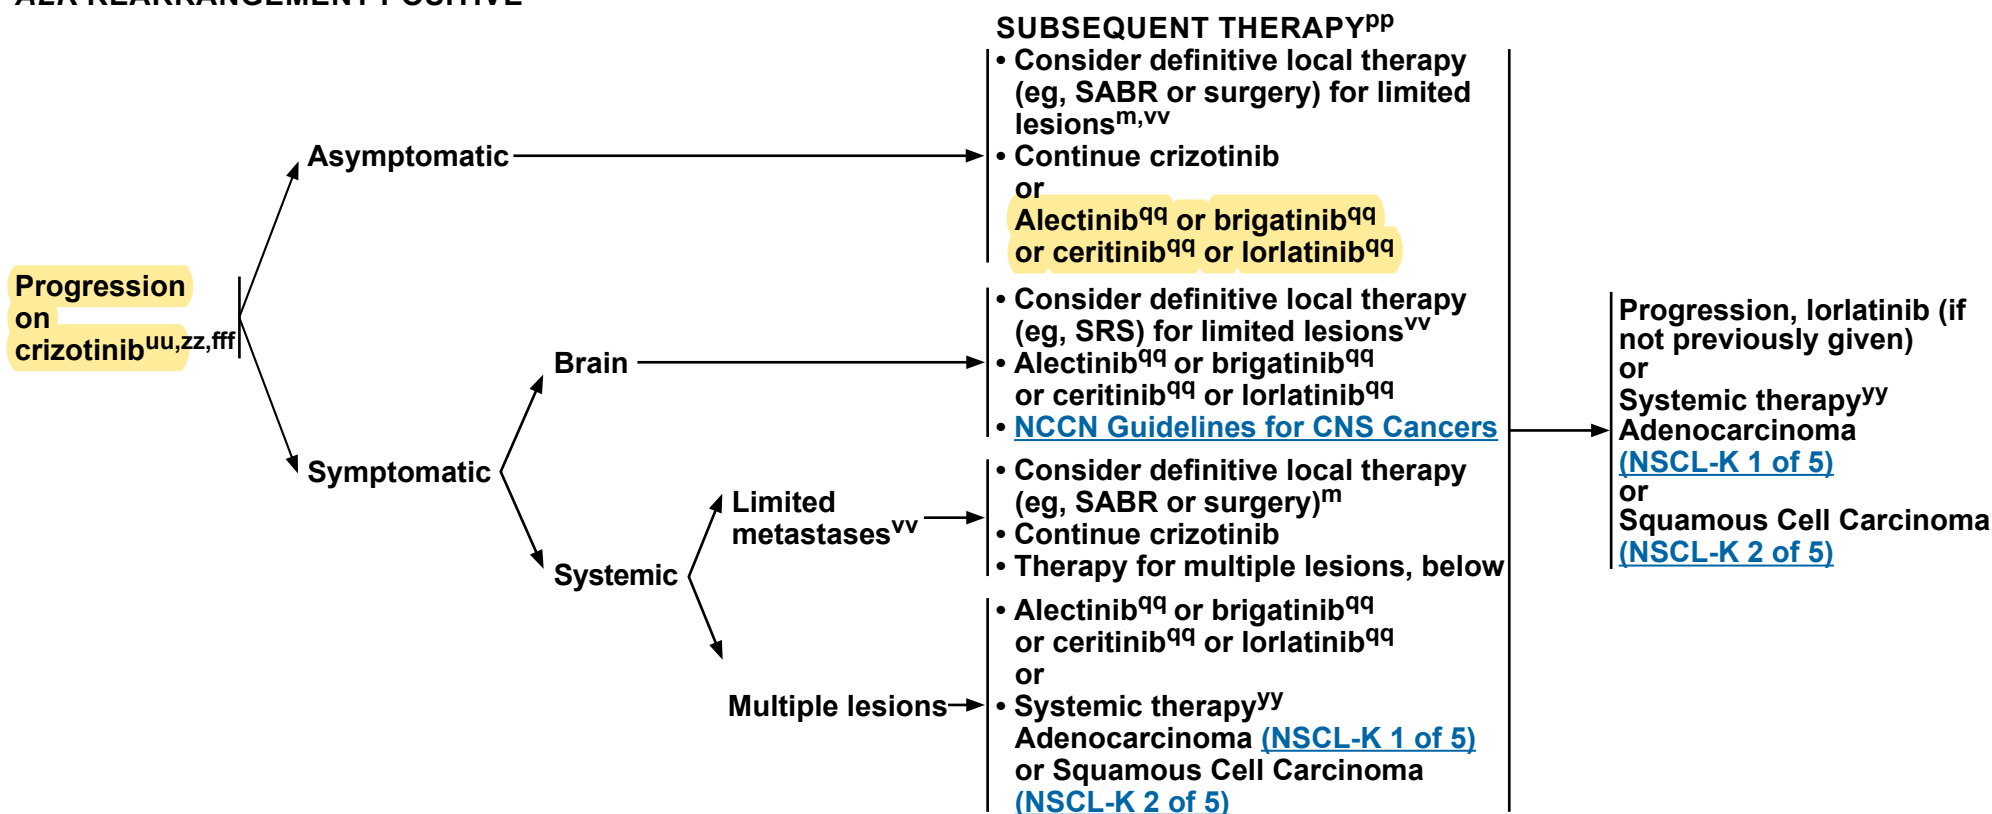 ALK REARRANGEMENT POSITIVE
SUBSEQUENT THERAPYpp
• Consider definitive local therapy
(eg, SABR or surgery) for limited
lesionsm,vv
• Continue crizotinib
or
Alectinibqq or brigatinibqq
or ceritinibqq or lorlatinibqq
Asymptomatic
Progression
on
crizotinibuu,zz,fff
Symptomatic
Brain
• Consider definitive local therapy
(eg, SRS) for limited lesionsvv
• Alectinibqq or brigatinibqq
or ceritinibqq or lorlatinibqq
• NCCN Guidelines for CNS Cancers
Systemic
Limited
metastasesvv
• Consider definitive local therapy
(eg, SABR or surgery)m
• Continue crizotinib
• Therapy for multiple lesions, below
Multiple lesions
• Alectinibqq or brigatinibqq
or ceritinibqq or lorlatinibqq
or
• Systemic therapyyy
Adenocarcinoma (NSCL-K 1 of 5)
or Squamous Cell Carcinoma
(NSCL-K 2 of 5)
Progression, lorlatinib (if
not previously given)
or
Systemic therapyyy
Adenocarcinoma
(NSCL-K 1 of 5)
or
Squamous Cell Carcinoma
(NSCL-K 2 of 5)